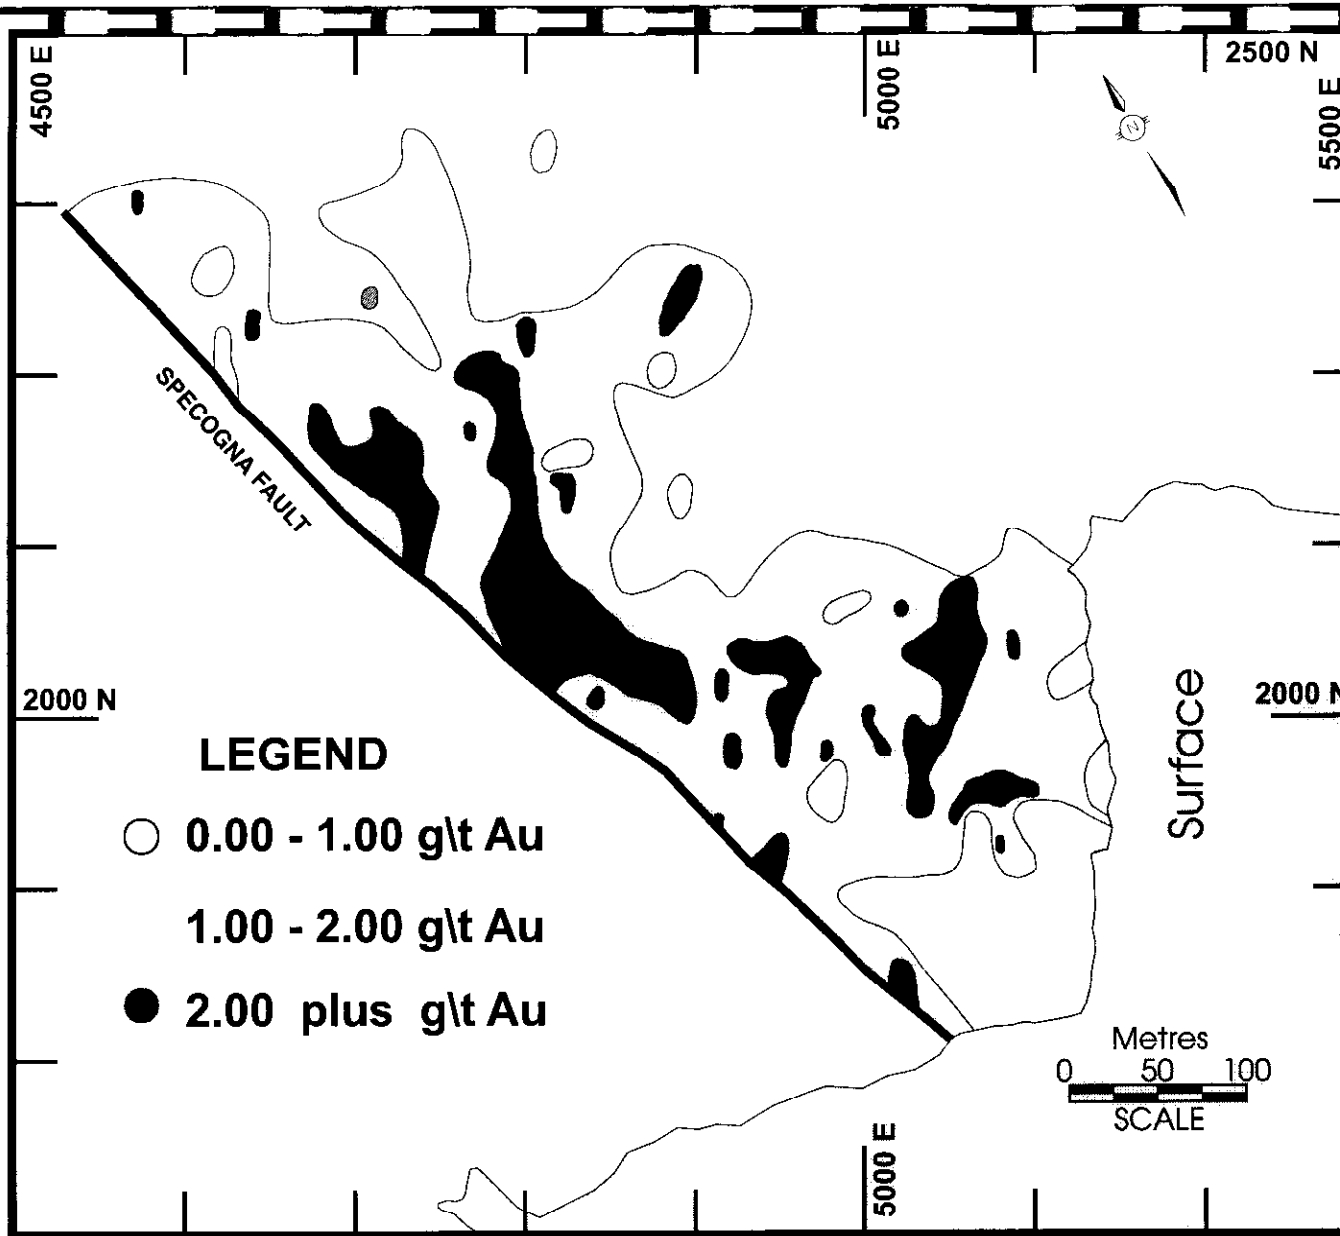 4500 E
5000 E
2500 N
5500 E
N
SPECOGNA FAULT
2000 N
2000 N
Surface
LEGEND
0.00 - 1.00 g\t Au
1.00 - 2.00 g\t Au
2.00 plus g\t Au
Metres
0 50 100
SCALE
5000 E